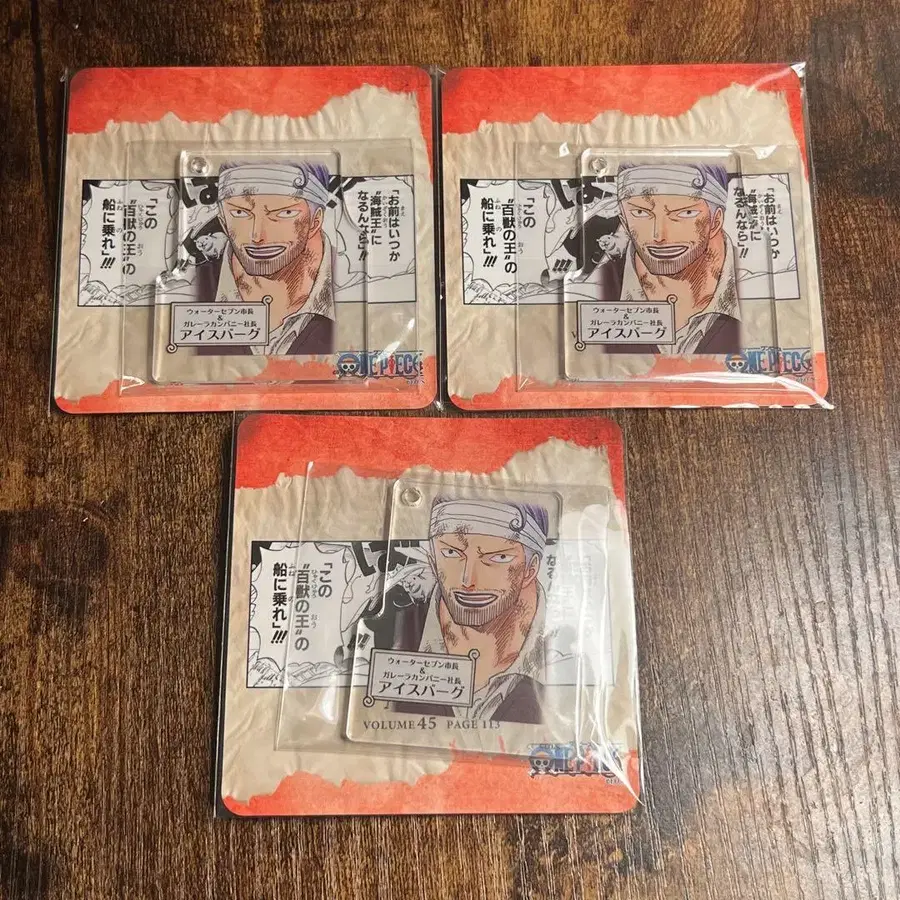 「お前はいつか
"海賊王"に
なるんなら」
ば
!!
「この
"百獣の王"の
船に乗れ」!!!
ウォーターセブン市長
&
ガレーラカンパニー社長
アイスバーグ
ONE PIECE
「お前はいつか
"海賊王"に
なるんなら」
ば
「この
"百獣の王"の
船に乗れ」!!!
ウォーターセブン市長
&
ガレーラカンパニー社長
アイスバーグ
ONE PIECE
ば
「この
"百獣の王"の
船に乗れ」!!!
ウォーターセブン市長
&
ガレーラカンパニー社長
アイスバーグ
VOLUME 45 PAGE 113
ONE PIECE